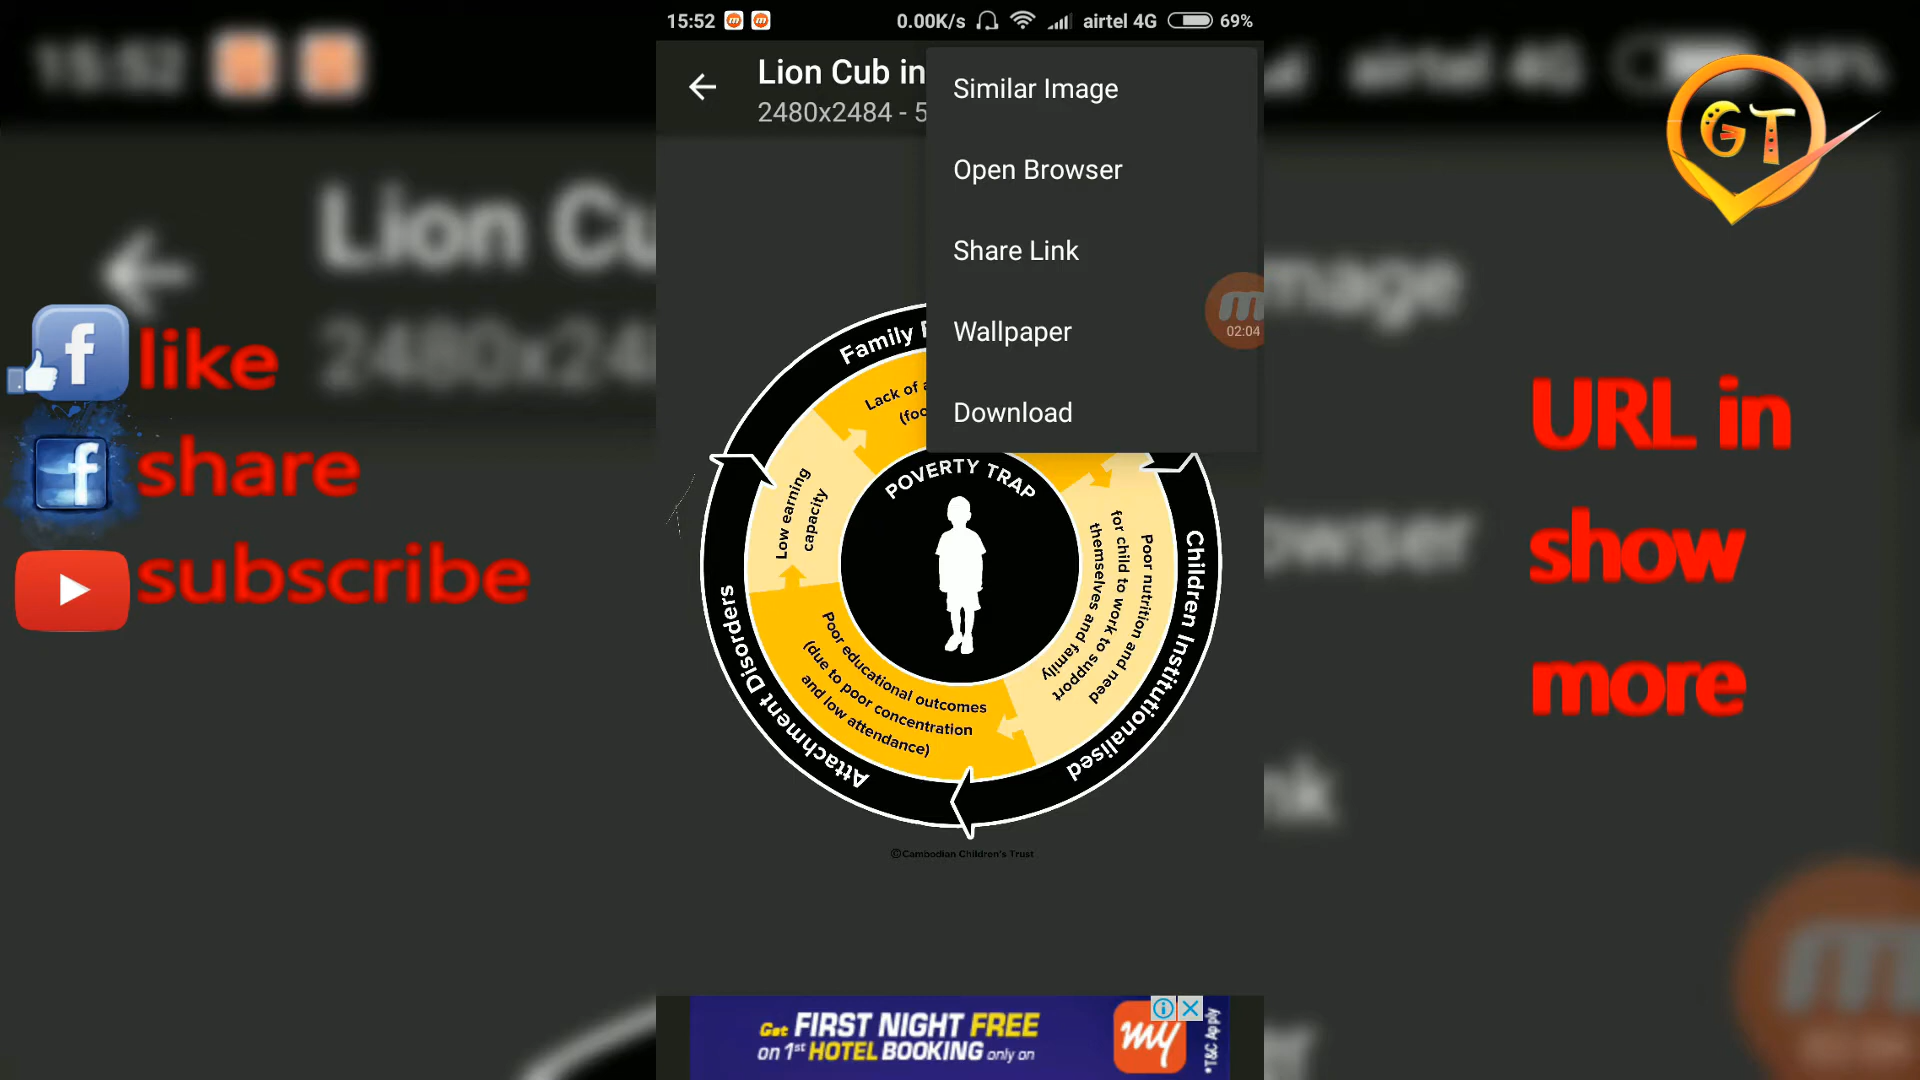 15:52
0.00K/s
airtel 4G
69%
Lion Cub in
2480x2484 - 5
Similar Image
Open Browser
Share Link
Wallpaper
Download
02:04
GT
like
share
subscribe
URL in
show
more
Family
Lack of
Low earning
capacity
POVERTY TRAP
Poor nutrition and need
for child to work to support
themselves and family
Poor educational outcomes
(due to poor concentration
and low attendance)
Children Institutionalised
Attachment Disorders
©Cambodian Children's Trust
Get FIRST NIGHT FREE
on 1st HOTEL BOOKING only on
my
*T&C Apply